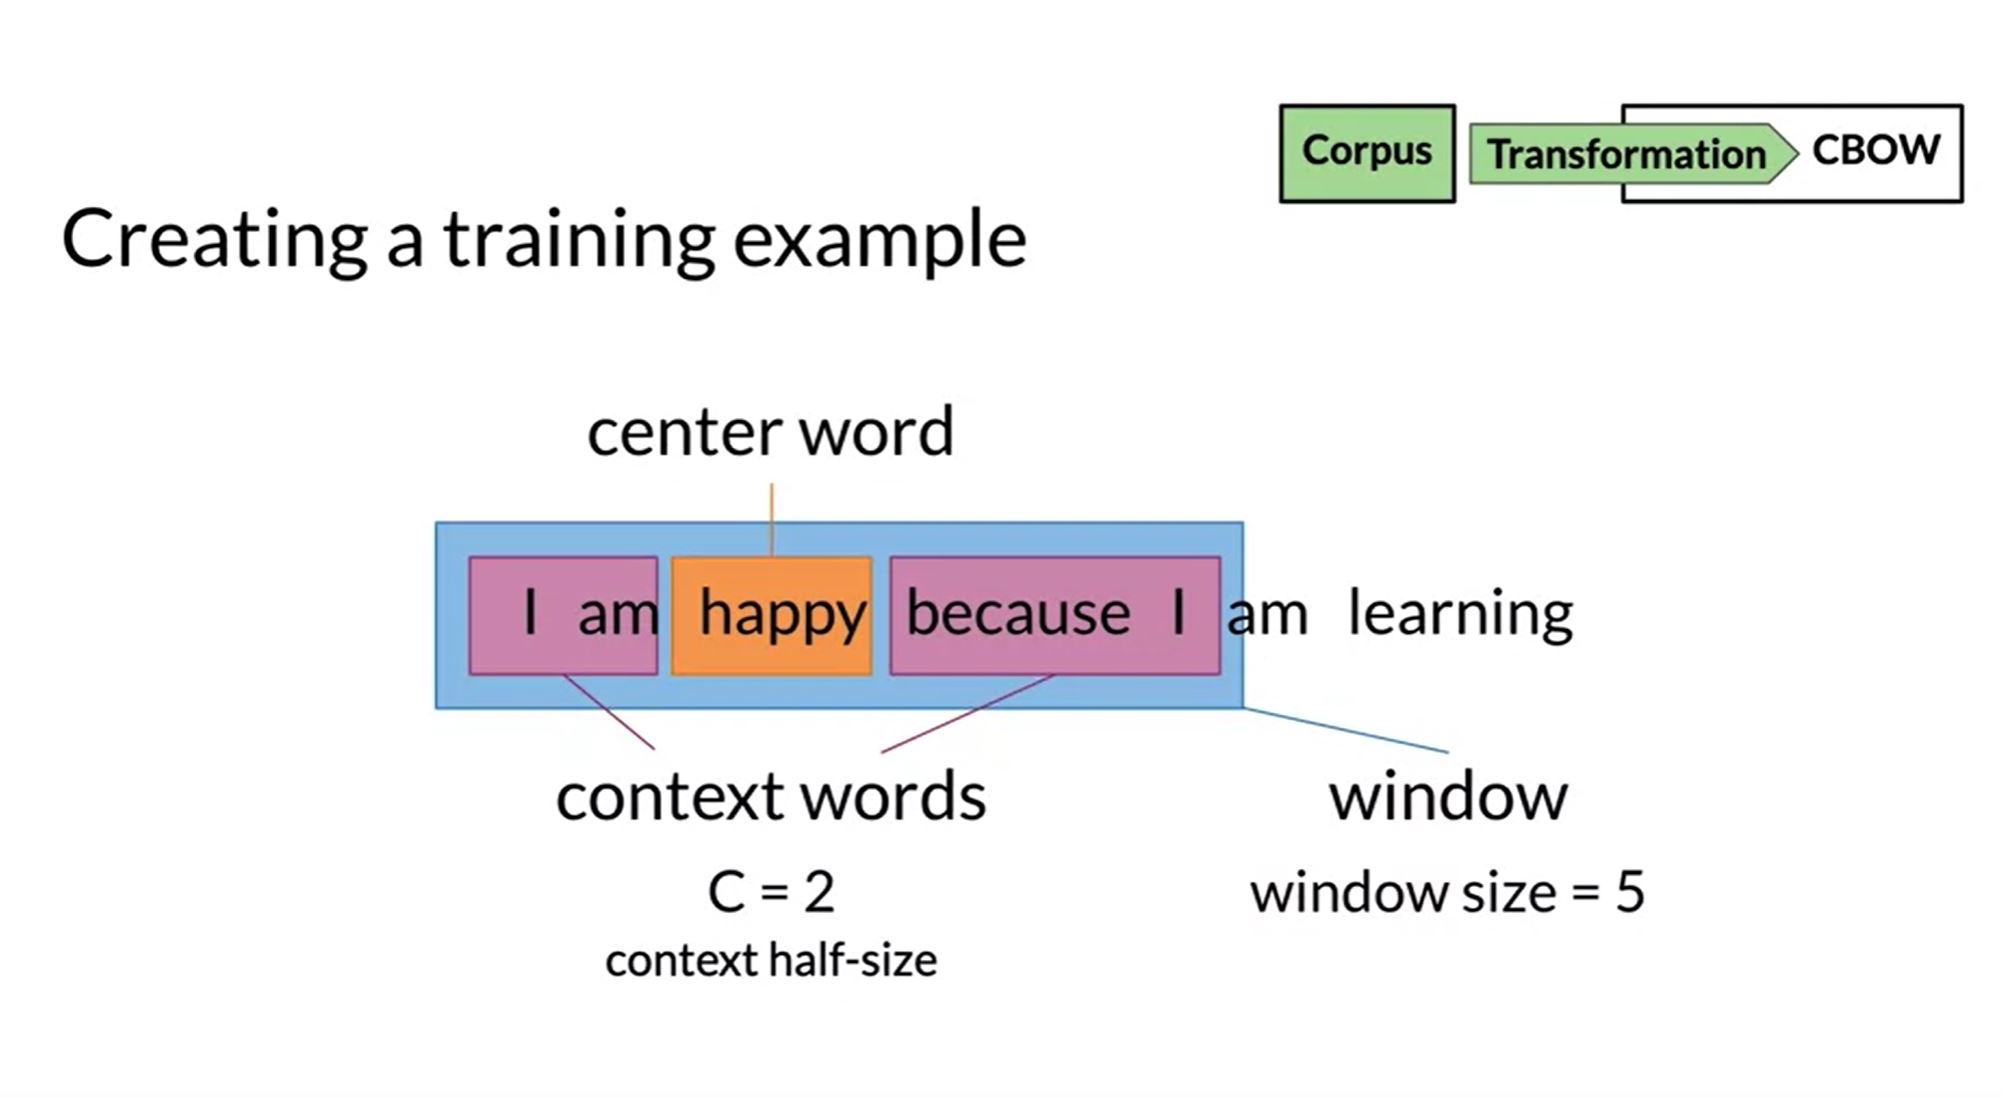 Corpus Transformation CBOW
Creating a training example
center word
I am happy because I am learning
context words window
C = 2 window size = 5
context half-size